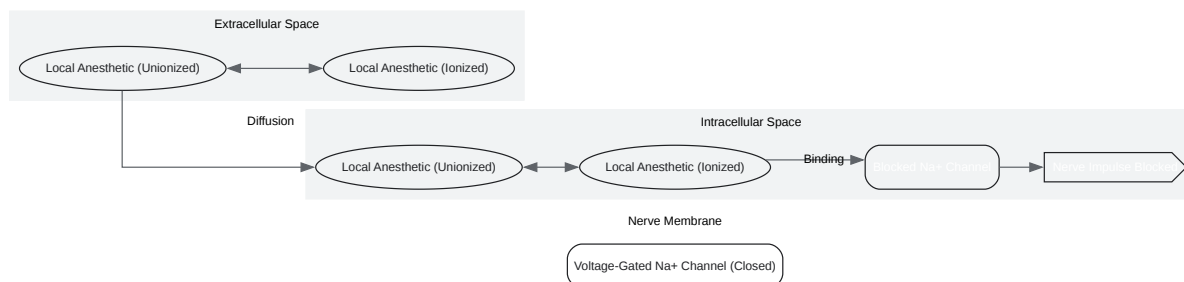 Extracellular Space
Local Anesthetic (Unionized)
Local Anesthetic (Ionized)
Diffusion
Intracellular Space
Local Anesthetic (Unionized)
Local Anesthetic (Ionized)
Binding
Blocked Na+ Channel
Nerve Impulse Blocked
Nerve Membrane
Voltage-Gated Na+ Channel (Closed)